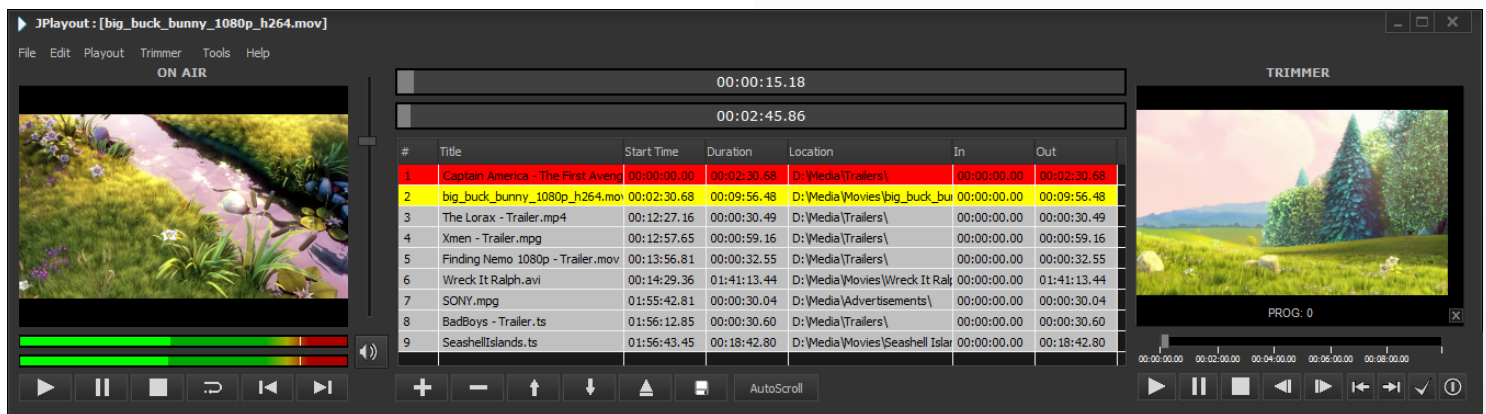 JPlayout : [big_buck_bunny_1080p_h264.mov]
File Edit Playout Trimmer Tools Help
ON AIR
00:00:15.18
00:02:45.86
TRIMMER
# Title Start Time Duration Location In Out
1 Captain America - The First Aveng 00:00:00.00 00:02:30.68 D:\Media\Trailers\ 00:00:00.00 00:02:30.68
2 big_buck_bunny_1080p_h264.mov 00:02:30.68 00:09:56.48 D:\Media\Movies\big_buck_bun 00:00:00.00 00:09:56.48
3 The Lorax - Trailer.mp4 00:12:27.16 00:00:30.49 D:\Media\Trailers\ 00:00:00.00 00:00:30.49
4 Xmen - Trailer.mpg 00:12:57.65 00:00:59.16 D:\Media\Trailers\ 00:00:00.00 00:00:59.16
5 Finding Nemo 1080p - Trailer.mov 00:13:56.81 00:00:32.55 D:\Media\Trailers\ 00:00:00.00 00:00:32.55
6 Wreck It Ralph.avi 00:14:29.36 01:41:13.44 D:\Media\Movies\Wreck It Ralp 00:00:00.00 01:41:13.44
7 SONY.mpg 01:55:42.81 00:00:30.04 D:\Media\Advertisements\ 00:00:00.00 00:00:30.04
8 BadBoys - Trailer.ts 01:56:12.85 00:00:30.60 D:\Media\Trailers\ 00:00:00.00 00:00:30.60
9 SeashellIslands.ts 01:56:43.45 00:18:42.80 D:\Media\Movies\Seashell Islan 00:00:00.00 00:18:42.80
AutoScroll
PROG: 0
00:00:00.00 00:02:00.00 00:04:00.00 00:06:00.00 00:08:00.00